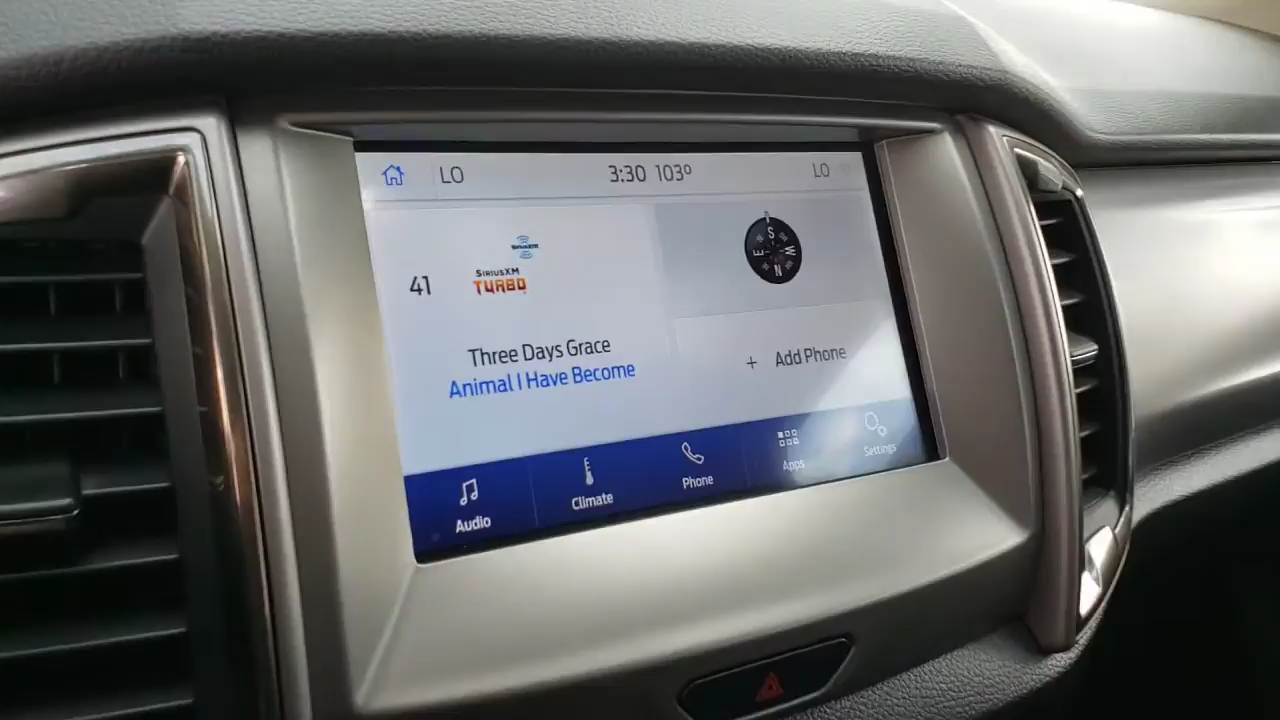 LO 3:30 103° LO
SIRIUSXM
41 SIRIUSXM
TURBO
Three Days Grace
Animal I Have Become
S
E W
N
+ Add Phone
Audio Climate Phone Apps Settings